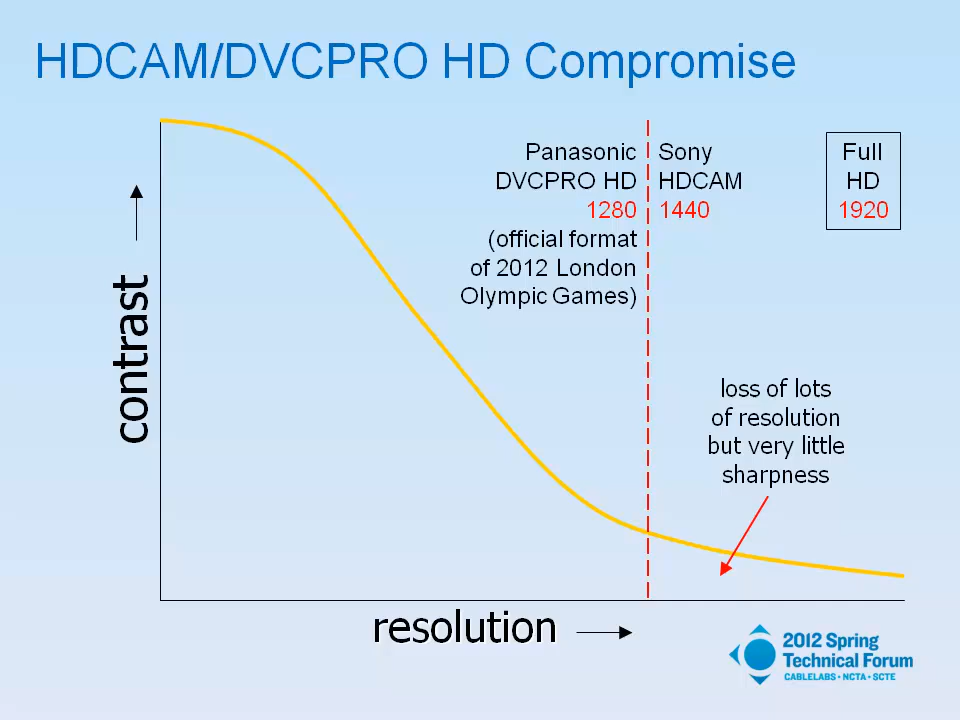 HDCAM/DVCPRO HD Compromise
Panasonic
DVCPRO HD
1280
(official format
of 2012 London
Olympic Games)
Sony
HDCAM
1440
Full
HD
1920
contrast
loss of lots
of resolution
but very little
sharpness
resolution
2012 Spring
Technical Forum
CABLELABS • NCTA • SCTE